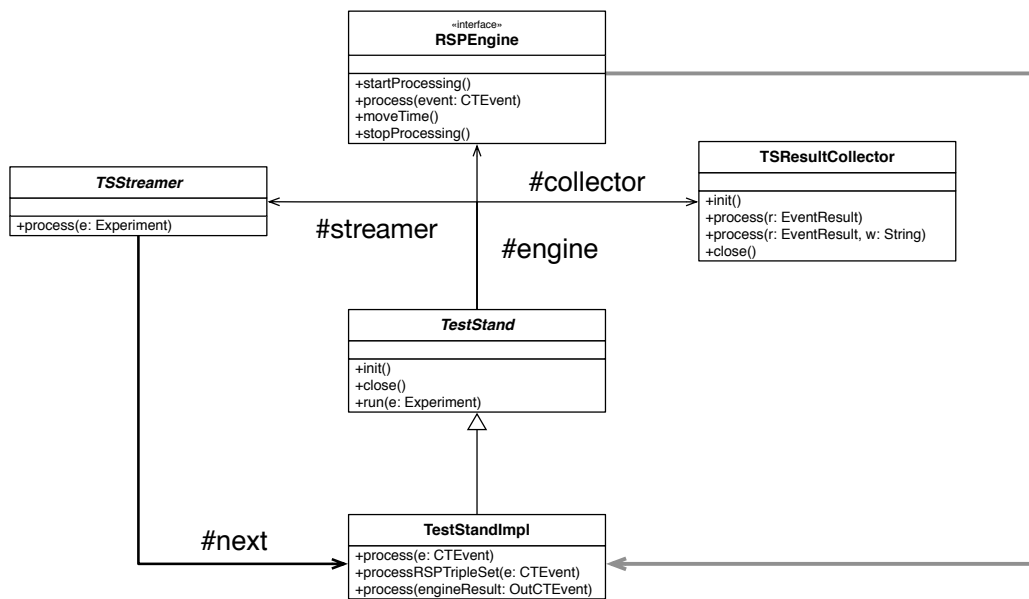 «interface»
RSPEngine
+startProcessing()
+process(event: CTEvent)
+moveTime()
+stopProcessing()
TSResultCollector
+init()
+process(r: EventResult)
+process(r: EventResult, w: String)
+close()
TSStreamer
+process(e: Experiment)
#collector
#streamer
#engine
TestStand
+init()
+close()
+run(e: Experiment)
#next
TestStandImpl
+process(e: CTEvent)
+processRSPTripleSet(e: CTEvent)
+process(engineResult: OutCTEvent)